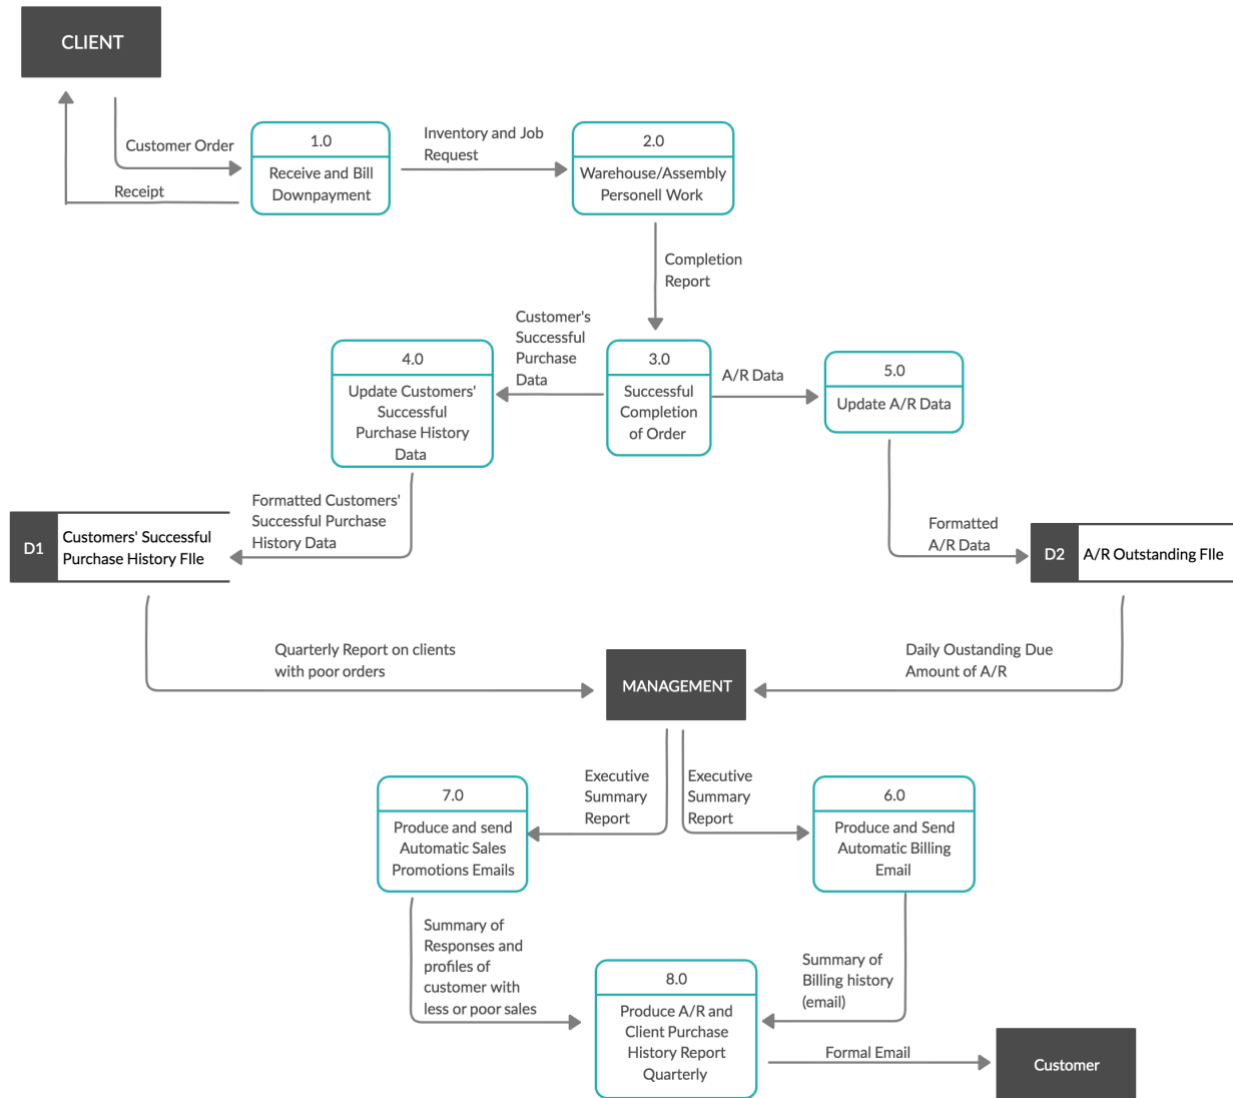 CLIENT
Customer Order
Receipt
1.0
Receive and Bill
Downpayment
Inventory and Job
Request
2.0
Warehouse/Assembly
Personell Work
Completion
Report
Customer's
Successful
Purchase
Data
3.0
Successful
Completion
of Order
A/R Data
4.0
Update Customers'
Successful
Purchase History
Data
5.0
Update A/R Data
Formatted Customers'
Successful Purchase
History Data
D1
Customers' Successful
Purchase History FIle
Formatted
A/R Data
D2
A/R Outstanding FIle
Quarterly Report on clients
with poor orders
MANAGEMENT
Daily Oustanding Due
Amount of A/R
Executive
Summary
Report
Executive
Summary
Report
7.0
Produce and send
Automatic Sales
Promotions Emails
6.0
Produce and Send
Automatic Billing
Email
Summary of
Responses and
profiles of
customer with
less or poor sales
Summary of
Billing history
(email)
8.0
Produce A/R and
Client Purchase
History Report
Quarterly
Formal Email
Customer